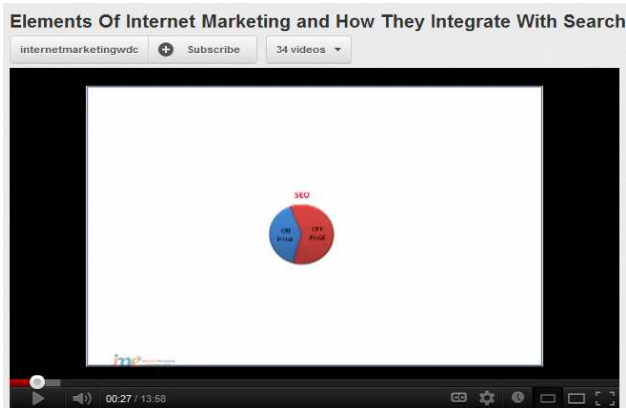 Elements Of Internet Marketing and How They Integrate With Search
internetmarketingwdc
Subscribe
34 videos
SEO
ON OFF
PAGE PAGE
ime
00:27 / 13:58
CC